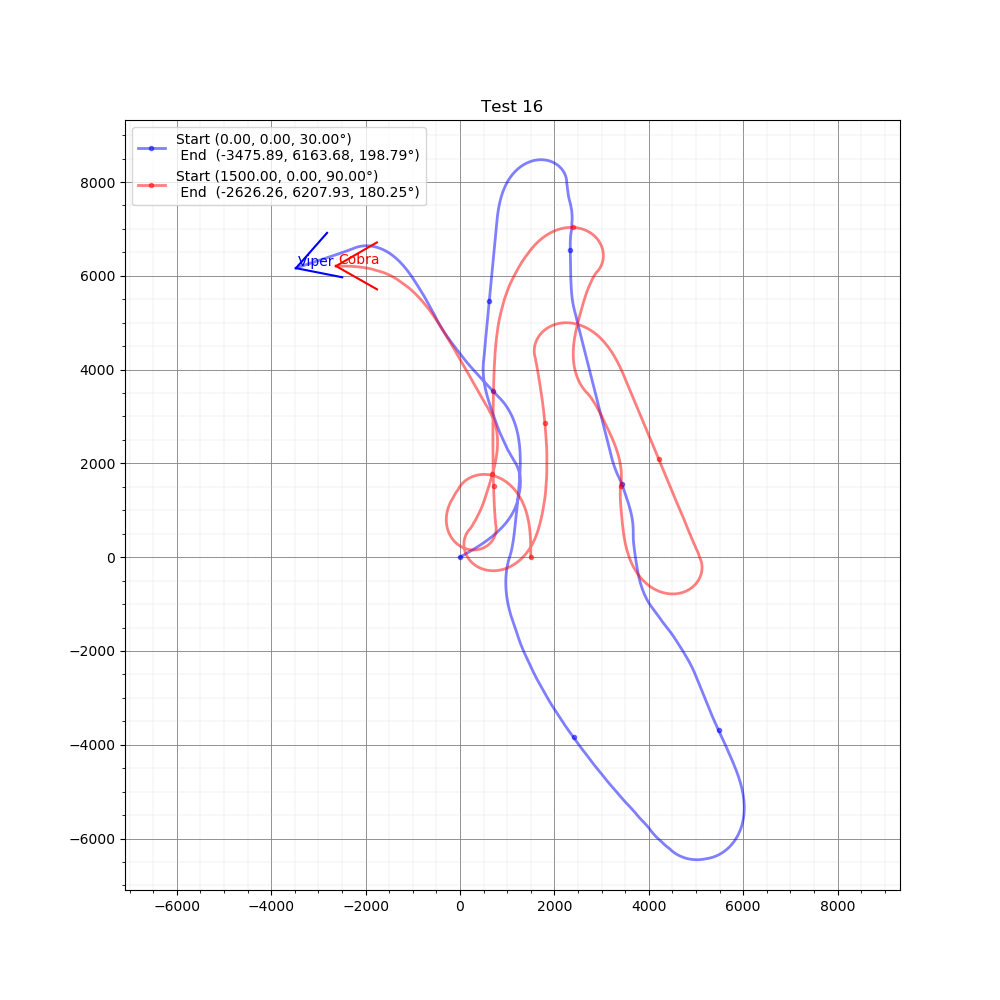 Test 16
Start (0.00, 0.00, 30.00°)
End (-3475.89, 6163.68, 198.79°)
Start (1500.00, 0.00, 90.00°)
End (-2626.26, 6207.93, 180.25°)
8000
6000
4000
2000
0
−2000
−4000
−6000
Viper
Cobra
−6000 −4000 −2000 0 2000 4000 6000 8000